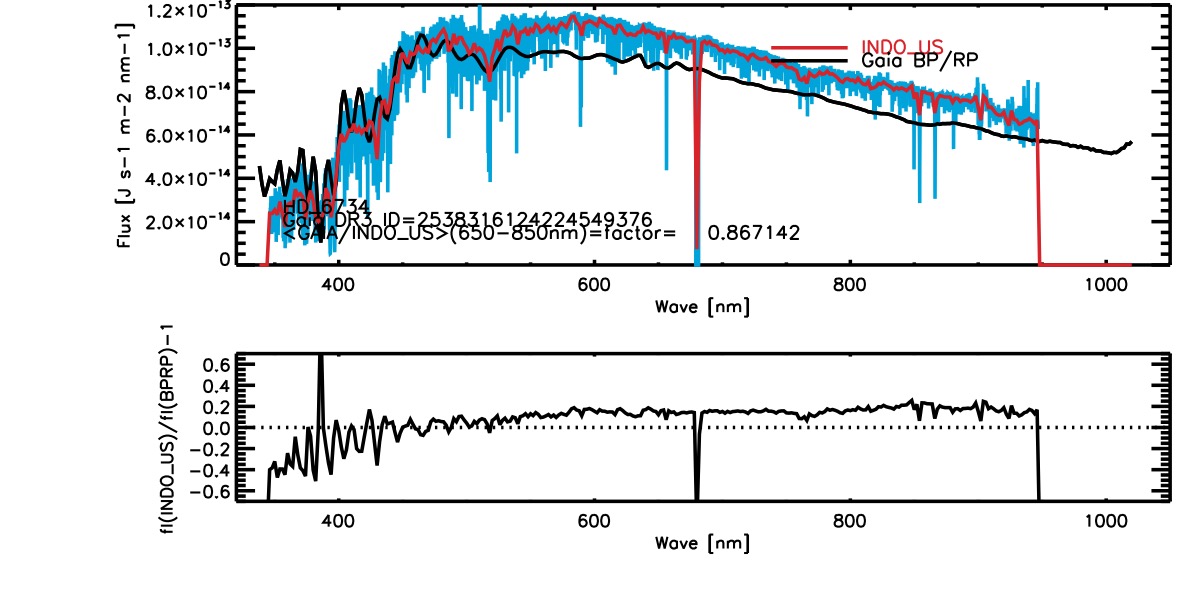 1.2×10−13
1.0×10−13
8.0×10−14
6.0×10−14
4.0×10−14
2.0×10−14
0
Flux [J s−1 m−2 nm−1]
INDO_US
Gaia BP/RP
HD_6734
Gaia DR3 ID=2538316124224549376
<GAIA/INDO_US>(650−850nm)=factor= 0.867142
400 600 800 1000
Wave [nm]
fl(INDO_US)/fl(BPRP)−1
0.6
0.4
0.2
0.0
−0.2
−0.4
−0.6
400 600 800 1000
Wave [nm]